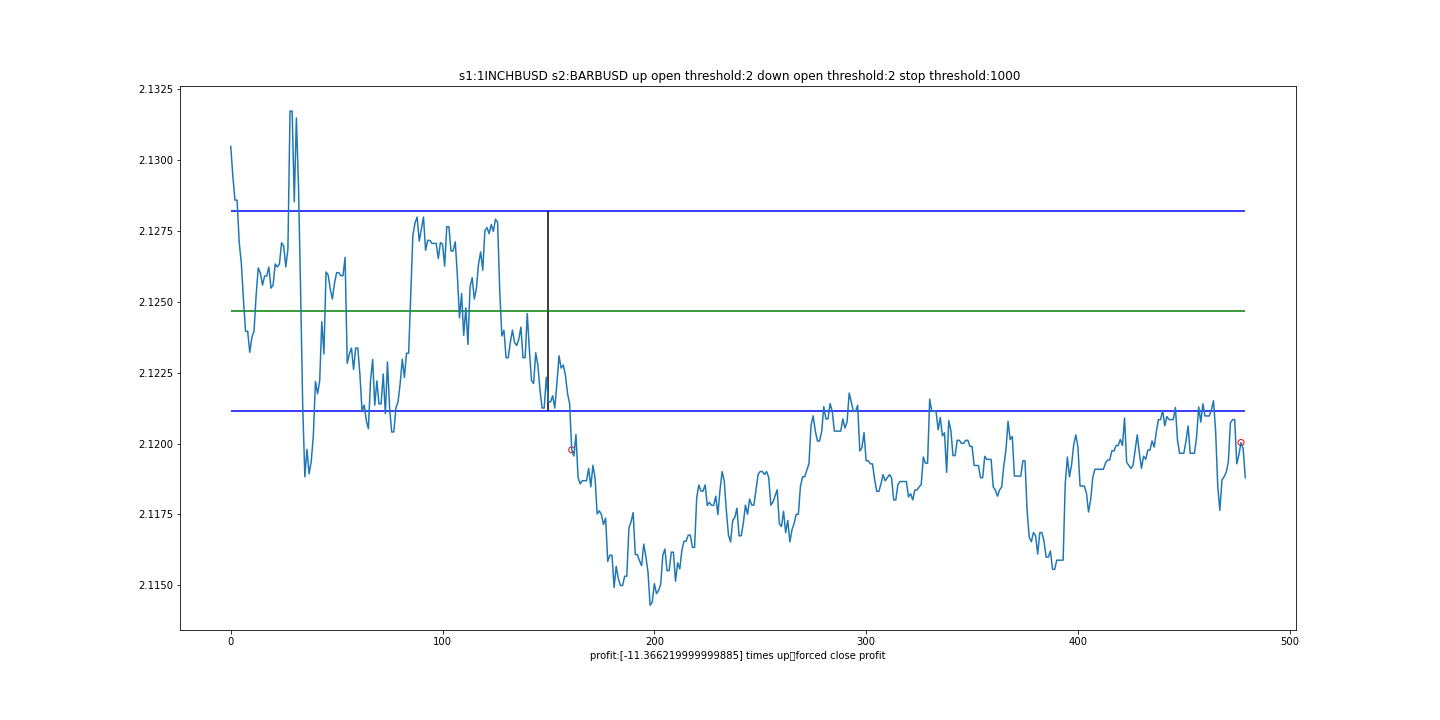 s1:1INCHBUSD s2:BARBUSD up open threshold:2 down open threshold:2 stop threshold:1000
2.1325
2.1300
2.1275
2.1250
2.1225
2.1200
2.1175
2.1150
0 100 200 300 400 500
profit:[-11.366219999999885] times up▯forced close profit